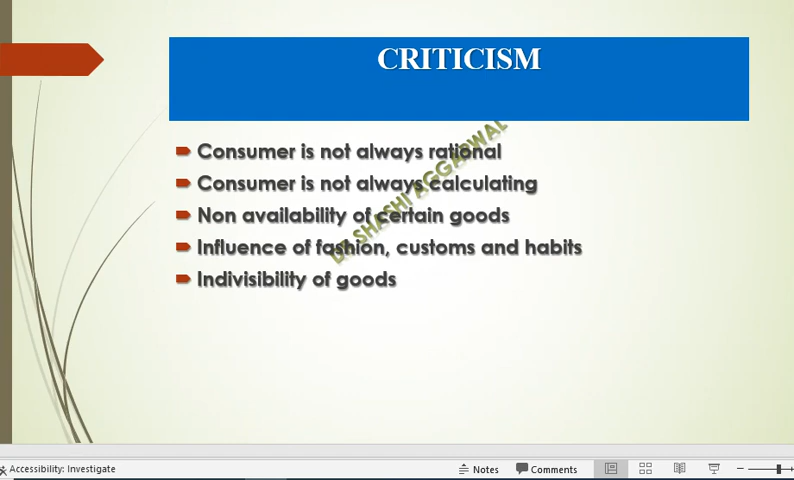 CRITICISM
Consumer is not always rational
Consumer is not always calculating
Non availability of certain goods
Influence of fashion, customs and habits
Indivisibility of goods
DR SHASHI AGGARWAL
Accessibility: Investigate
Notes
Comments